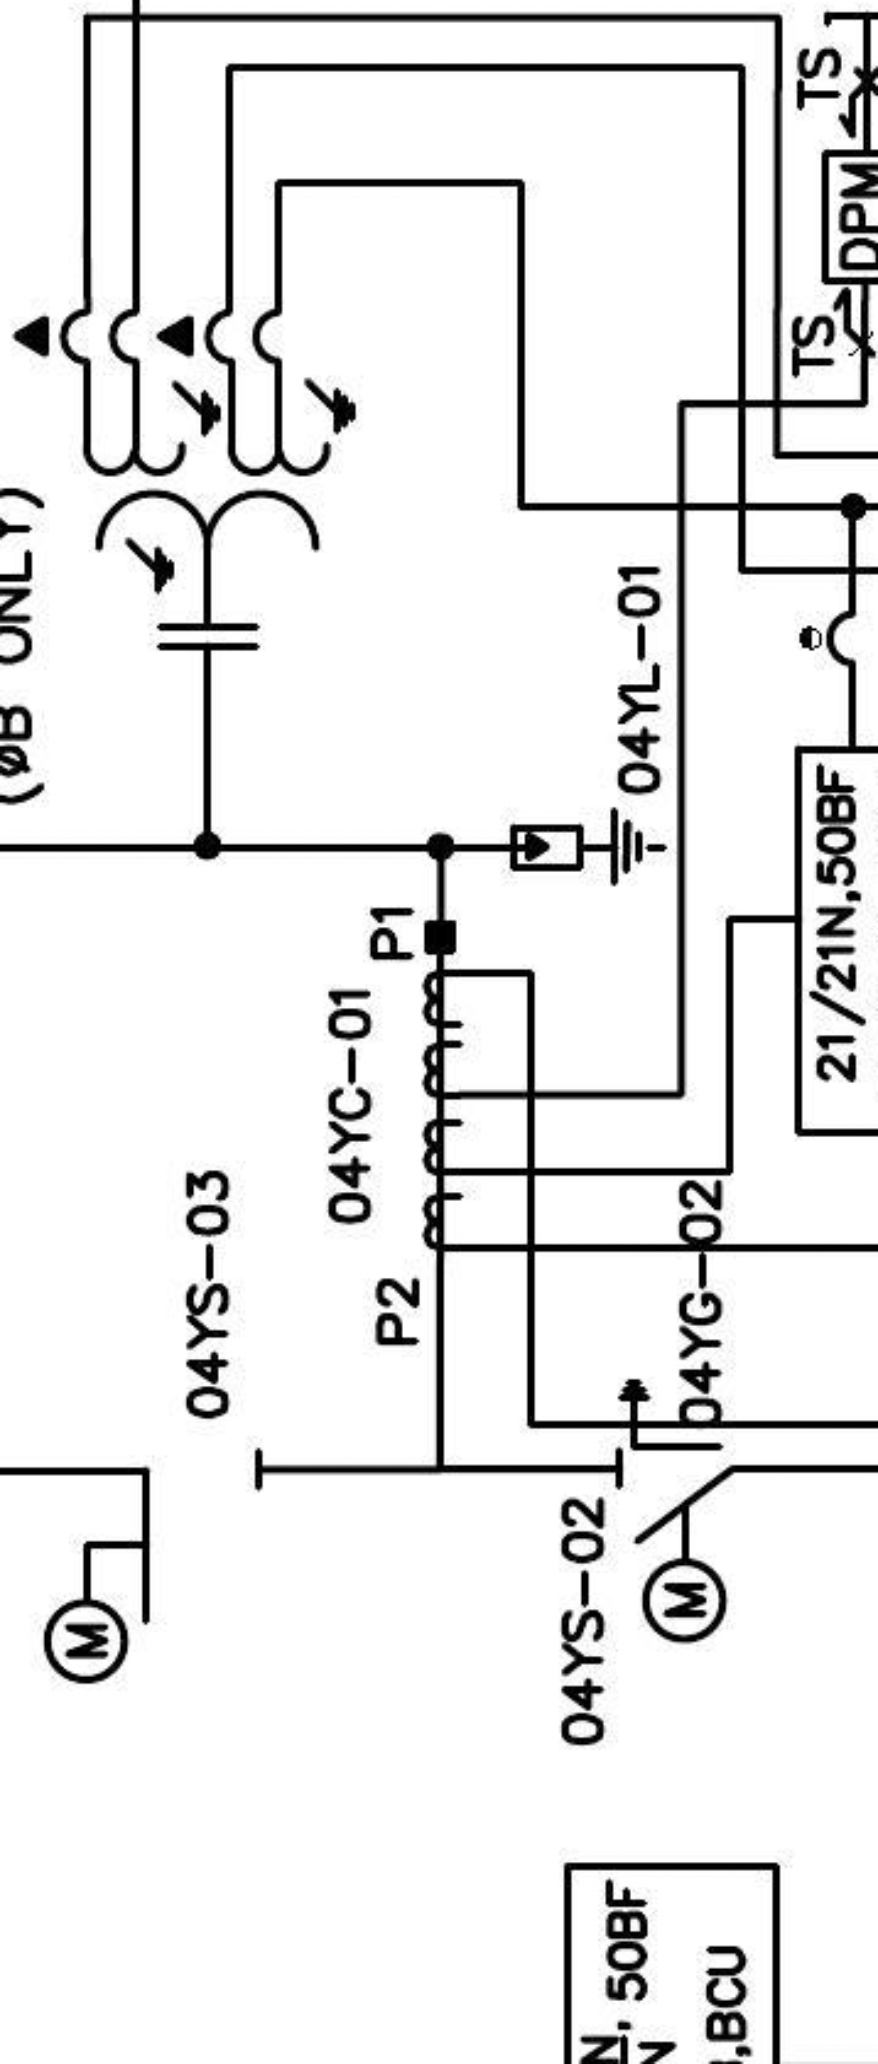 TS
DPM
TS
(ØB ONLY)
04YL-01
21/21N,50BF
P1
04YC-01
04YS-03
P2
04YG-02
M
M
04YS-02
N, 50BF
N
,BCU